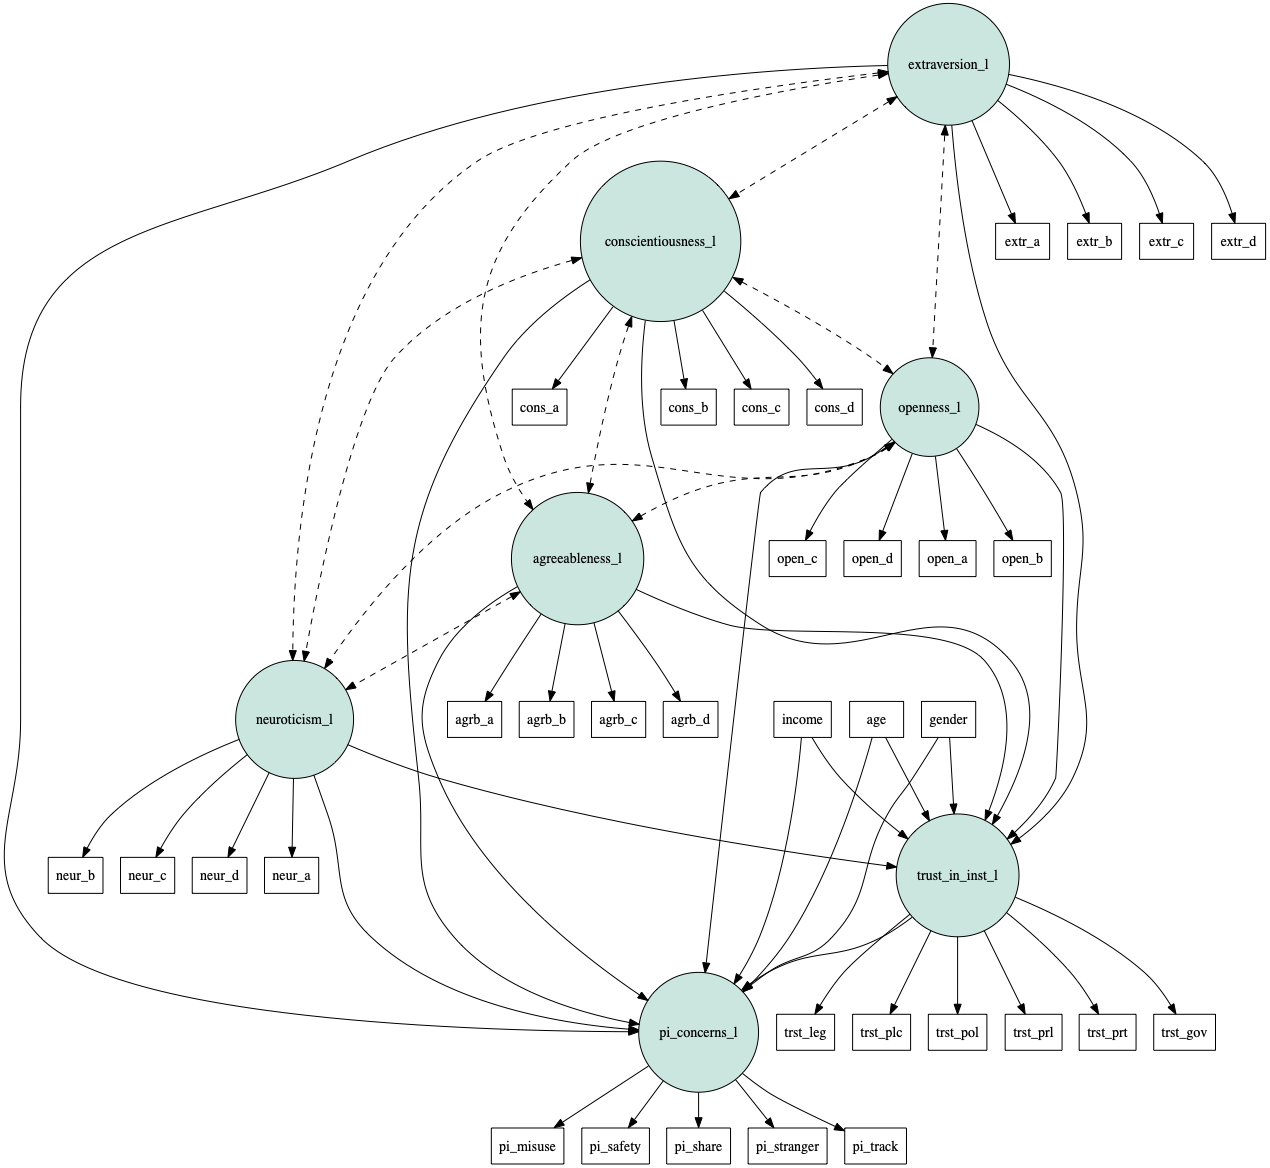 extraversion_l
conscientiousness_l
extr_a
extr_b
extr_c
extr_d
cons_a
cons_b
cons_c
cons_d
openness_l
agreeableness_l
open_c
open_d
open_a
open_b
neuroticism_l
agrb_a
agrb_b
agrb_c
agrb_d
income
age
gender
neur_b
neur_c
neur_d
neur_a
trust_in_inst_l
pi_concerns_l
trst_leg
trst_plc
trst_pol
trst_prl
trst_prt
trst_gov
pi_misuse
pi_safety
pi_share
pi_stranger
pi_track